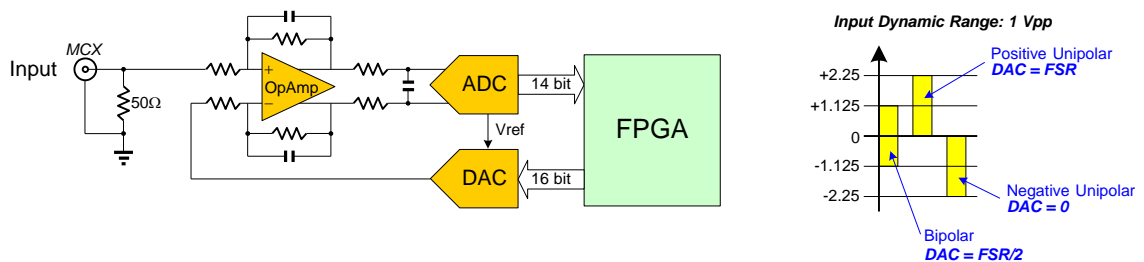 Input
MCX
50Ω
+
OpAmp
–
ADC
14 bit
Vref
DAC
16 bit
FPGA
Input Dynamic Range: 1 Vpp
Positive Unipolar
DAC = FSR
+2.25
+1.125
0
-1.125
-2.25
Negative Unipolar
DAC = 0
Bipolar
DAC = FSR/2